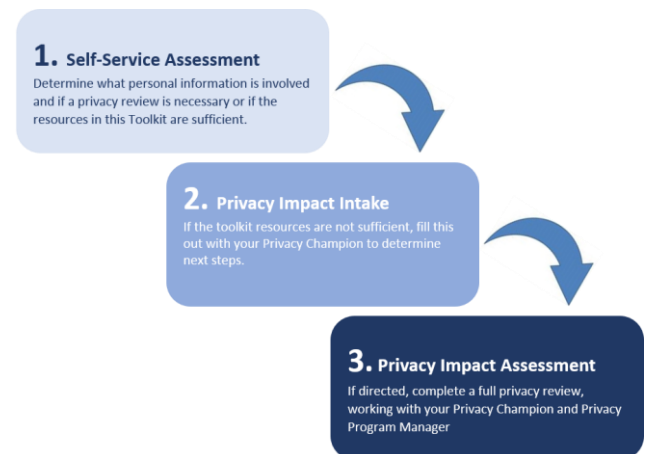 1. Self-Service Assessment
Determine what personal information is involved
and if a privacy review is necessary or if the
resources in this Toolkit are sufficient.
2. Privacy Impact Intake
If the toolkit resources are not sufficient, fill this
out with your Privacy Champion to determine
next steps.
3. Privacy Impact Assessment
If directed, complete a full privacy review,
working with your Privacy Champion and Privacy
Program Manager